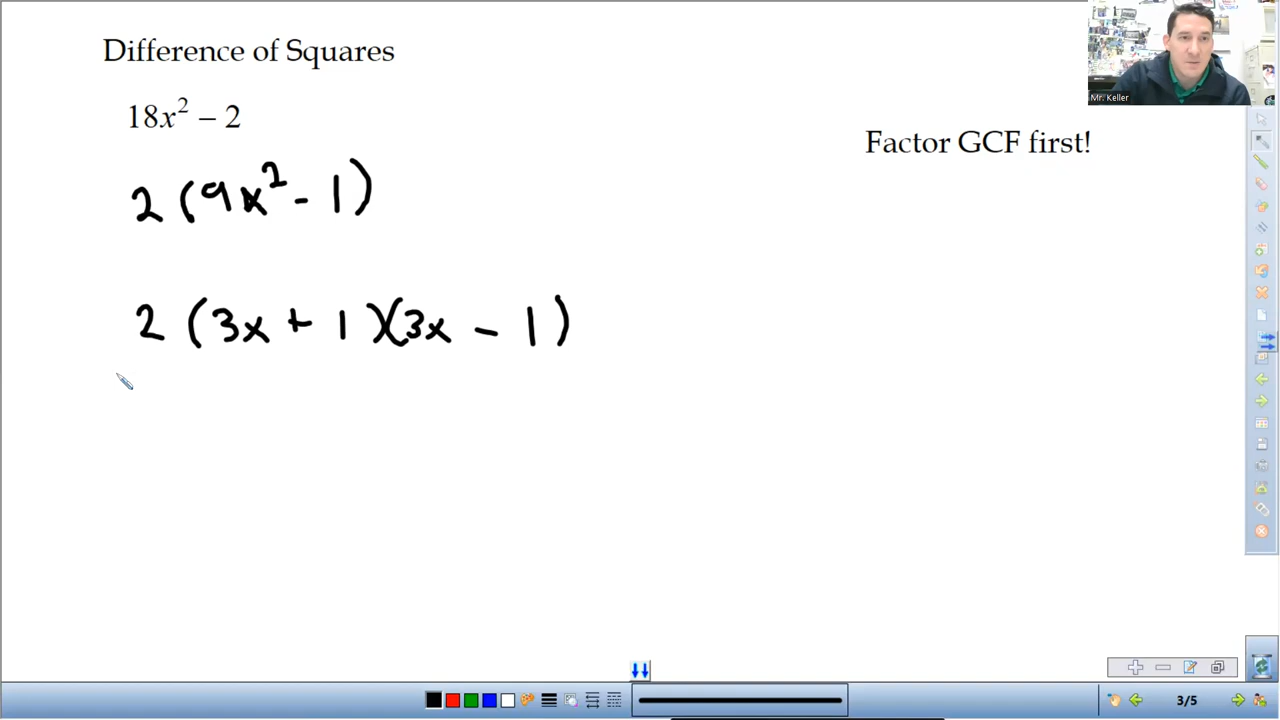 Difference of Squares
18x² – 2
Factor GCF first!
2 (9x² - 1)
2 (3x + 1)(3x - 1)
Mr. Keller
3/5